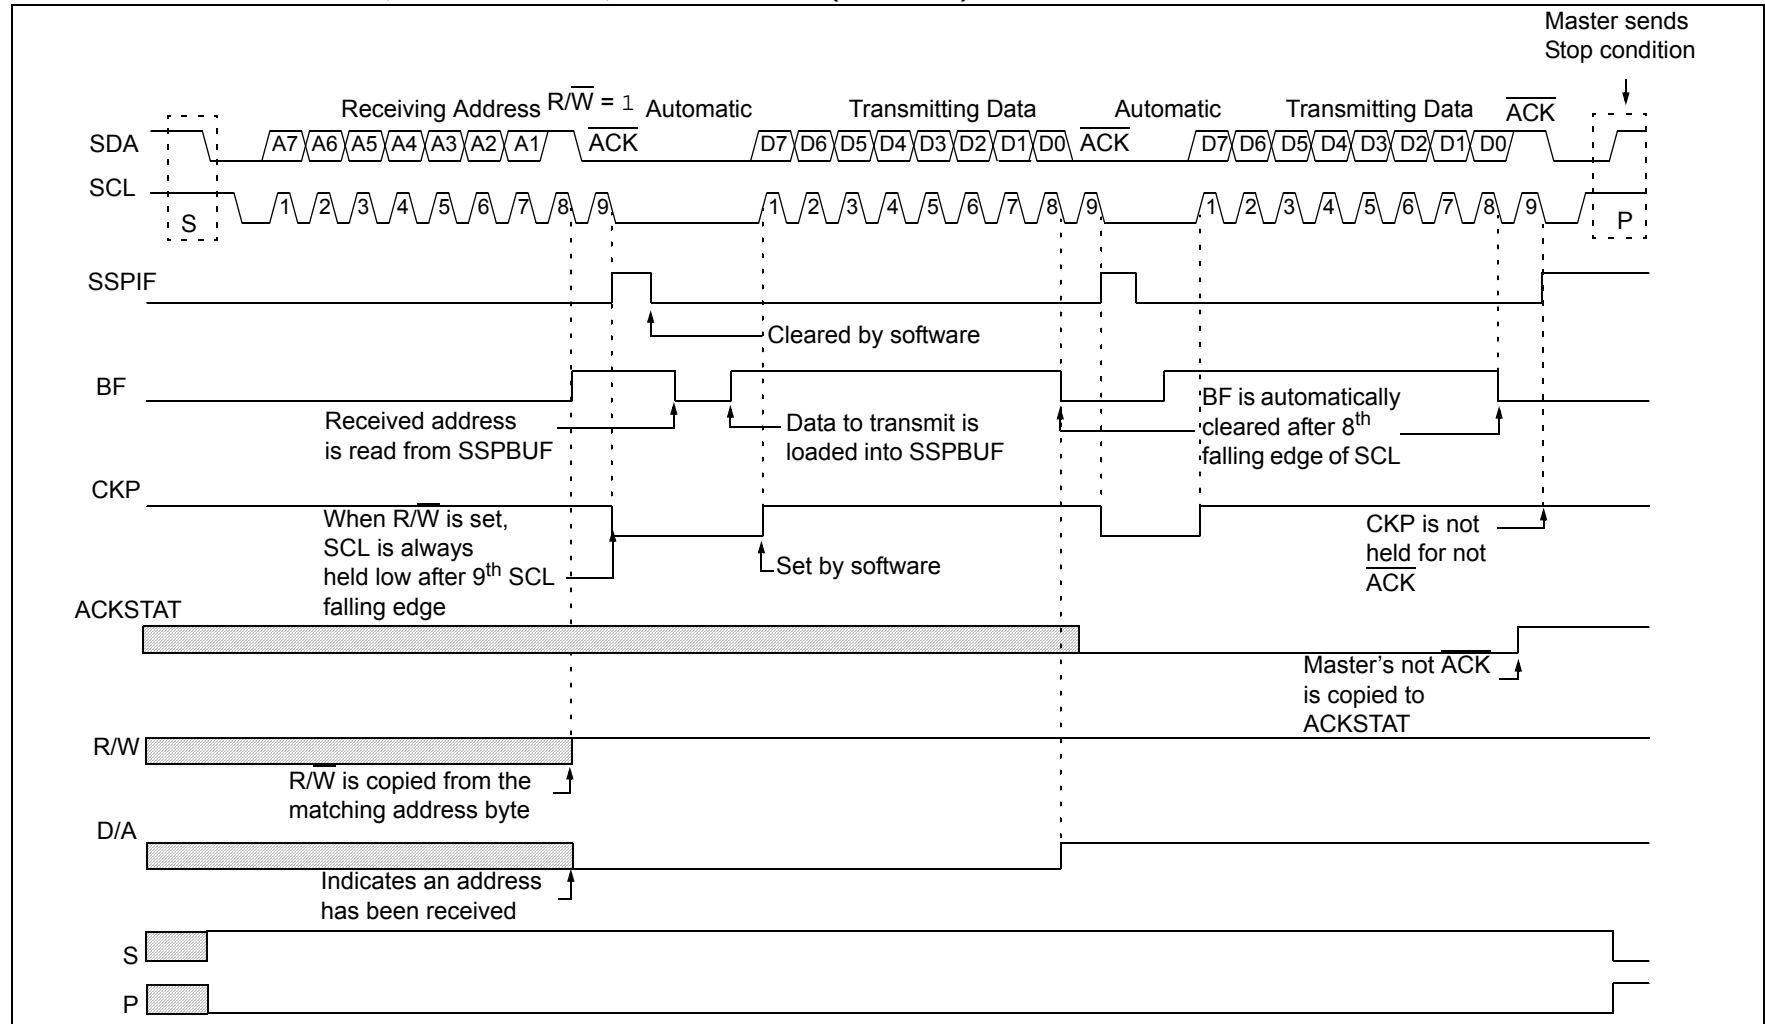 Master sends
Stop condition
Receiving Address R/W̅ = 1 Automatic Transmitting Data Automatic Transmitting Data A̅C̅K̅
SDA A7 A6 A5 A4 A3 A2 A1 A̅C̅K̅ D7 D6 D5 D4 D3 D2 D1 D0 A̅C̅K̅ D7 D6 D5 D4 D3 D2 D1 D0
SCL 1 2 3 4 5 6 7 8 9 1 2 3 4 5 6 7 8 9 1 2 3 4 5 6 7 8 9
S P
SSPIF
Cleared by software
BF
Received address
is read from SSPBUF
Data to transmit is
loaded into SSPBUF
BF is automatically
cleared after 8th
falling edge of SCL
CKP
When R/W̅ is set,
SCL is always
held low after 9th SCL
falling edge
Set by software
CKP is not
held for not
A̅C̅K̅
ACKSTAT
Master's not A̅C̅K̅
is copied to
ACKSTAT
R/W
R/W̅ is copied from the
matching address byte
D/A
Indicates an address
has been received
S
P